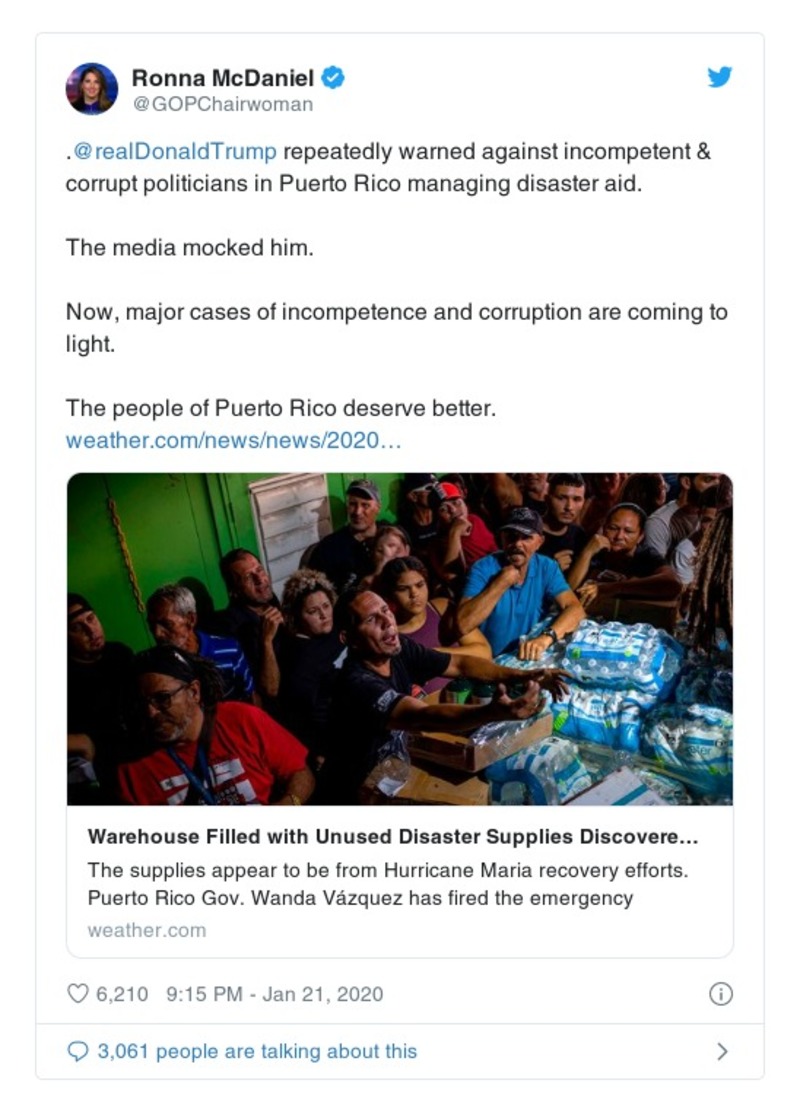 Ronna McDaniel
@GOPChairwoman
.@realDonaldTrump repeatedly warned against incompetent &
corrupt politicians in Puerto Rico managing disaster aid.
The media mocked him.
Now, major cases of incompetence and corruption are coming to
light.
The people of Puerto Rico deserve better.
weather.com/news/news/2020…
Warehouse Filled with Unused Disaster Supplies Discovere...
The supplies appear to be from Hurricane Maria recovery efforts.
Puerto Rico Gov. Wanda Vázquez has fired the emergency
weather.com
6,210 9:15 PM - Jan 21, 2020
3,061 people are talking about this